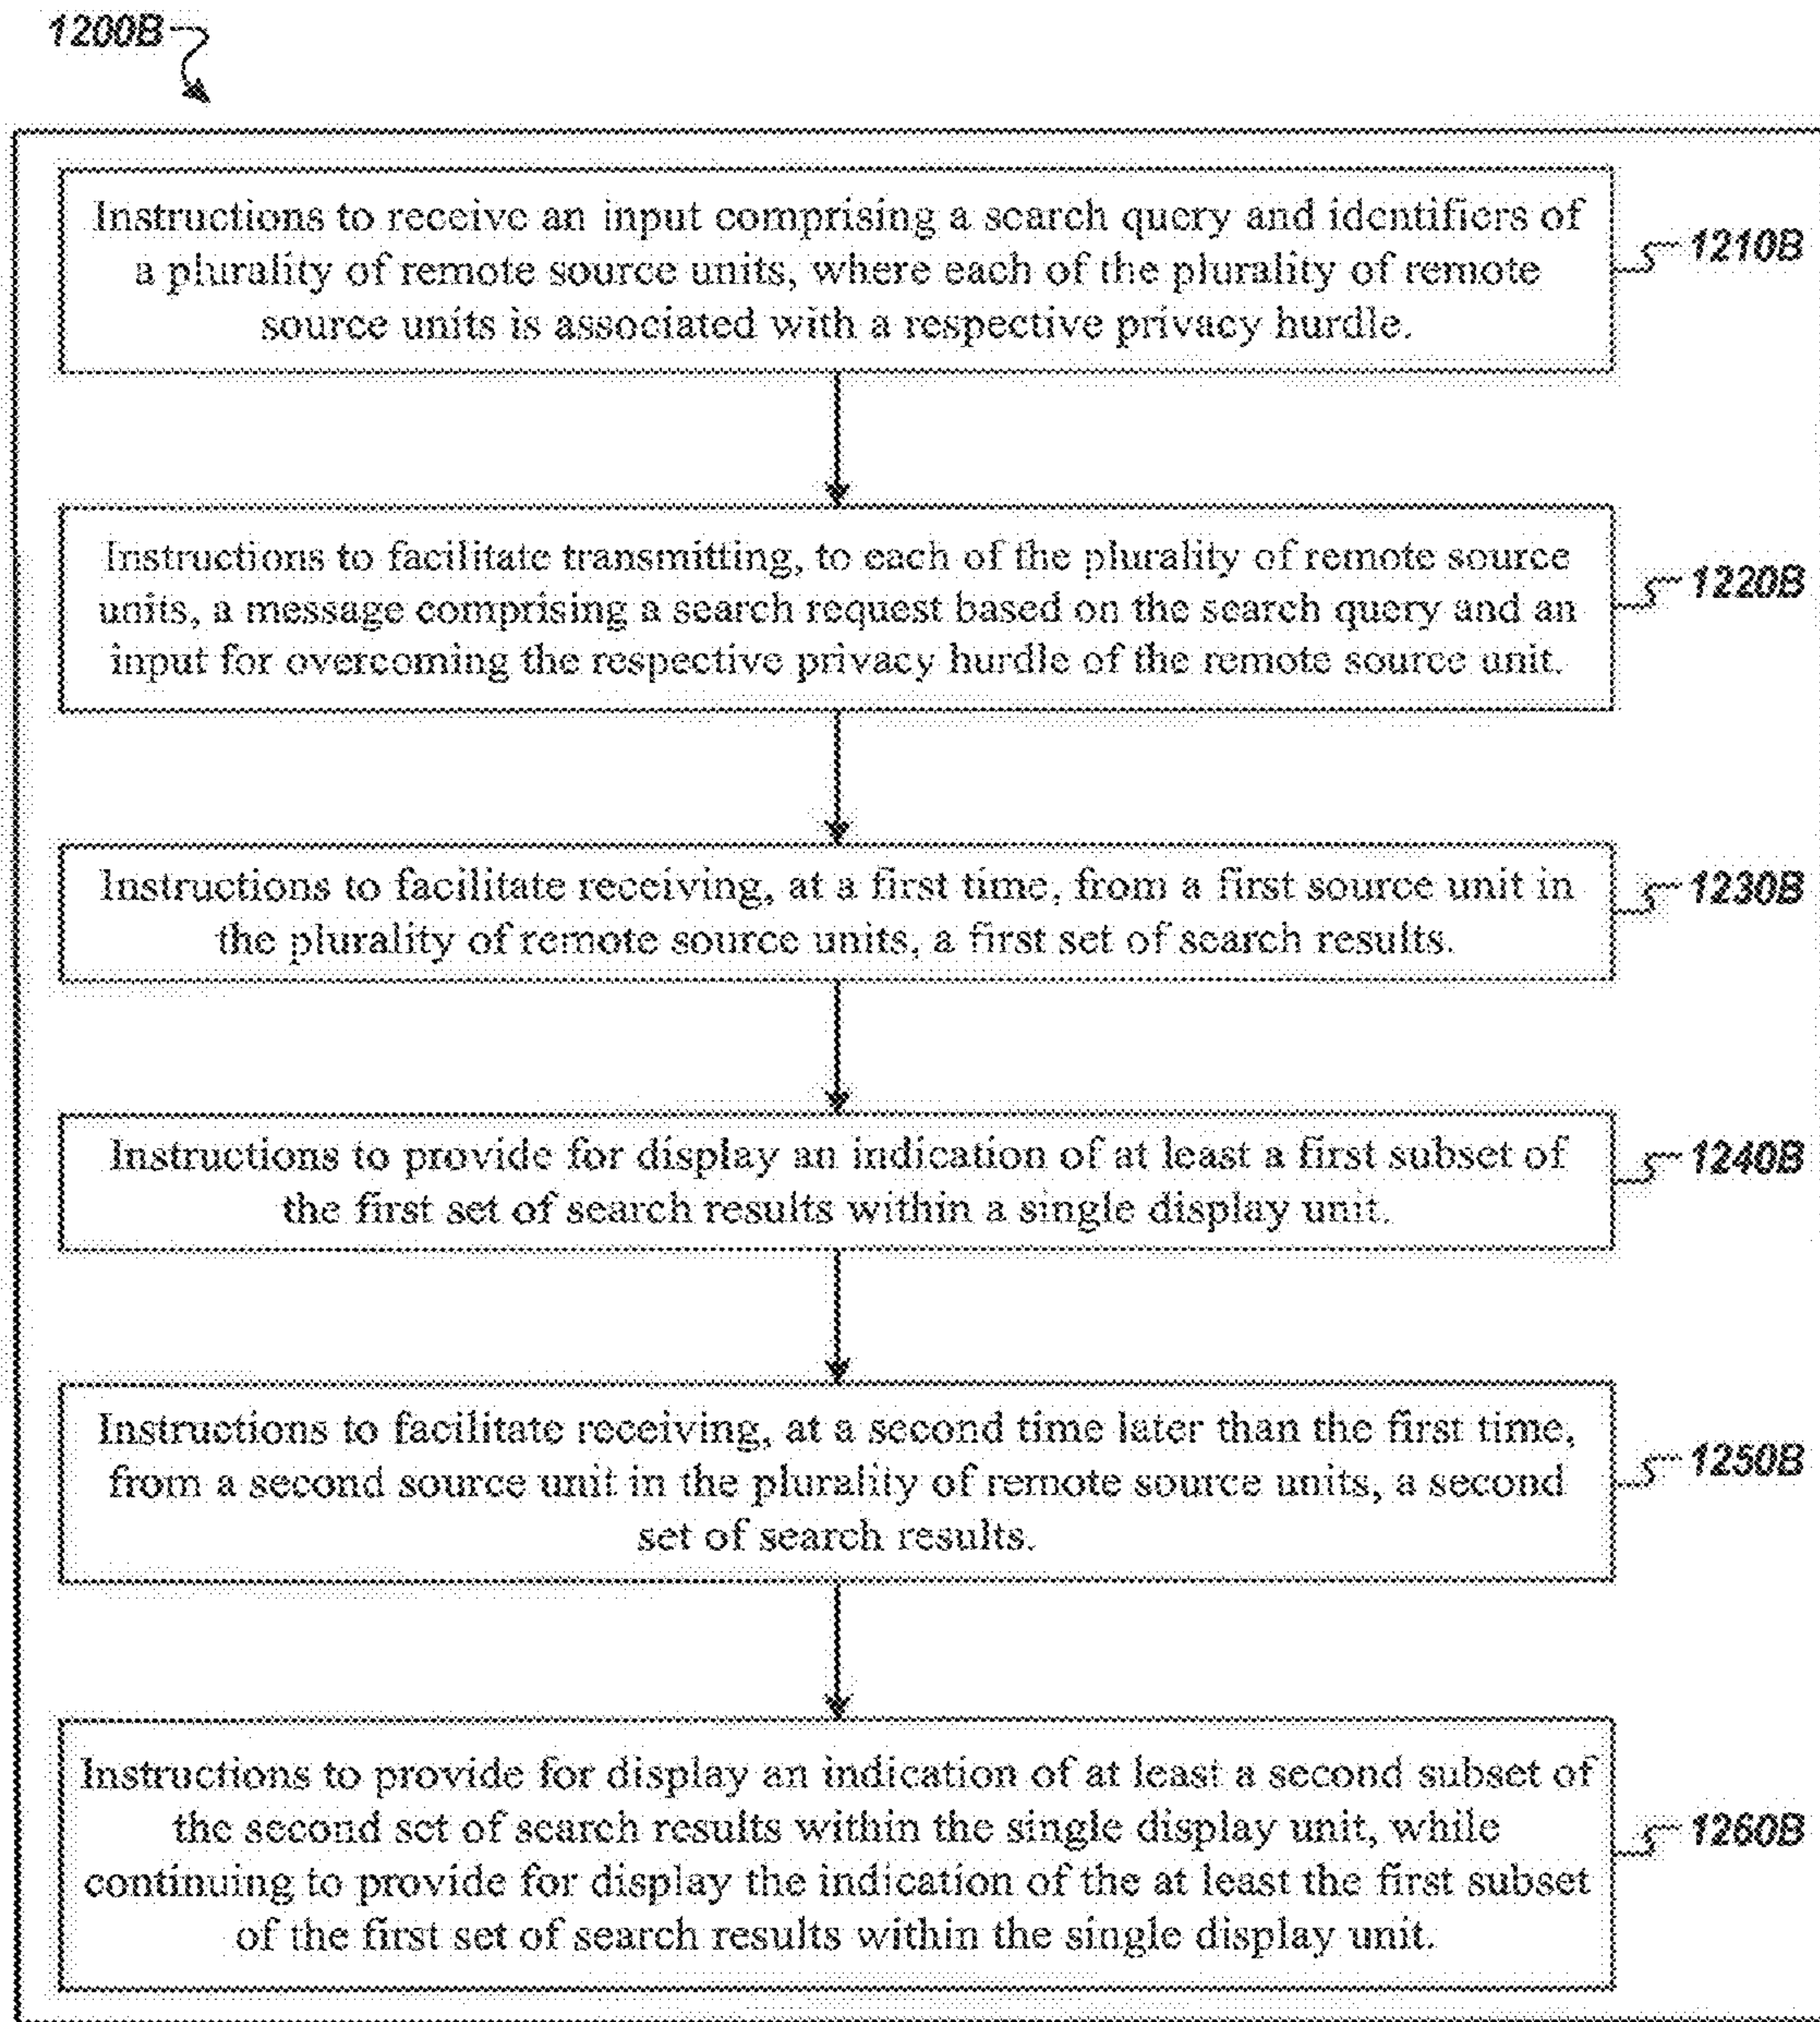 1200B
Instructions to receive an input comprising a search query and identifiers of
a plurality of remote source units, where each of the plurality of remote
source units is associated with a respective privacy hurdle.
1210B
Instructions to facilitate transmitting, to each of the plurality of remote source
units, a message comprising a search request based on the search query and an
input for overcoming the respective privacy hurdle of the remote source unit.
1220B
Instructions to facilitate receiving, at a first time, from a first source unit in
the plurality of remote source units, a first set of search results.
1230B
Instructions to provide for display an indication of at least a first subset of
the first set of search results within a single display unit.
1240B
Instructions to facilitate receiving, at a second time later than the first time,
from a second source unit in the plurality of remote source units, a second
set of search results.
1250B
Instructions to provide for display an indication of at least a second subset of
the second set of search results within the single display unit, while
continuing to provide for display the indication of the at least the first subset
of the first set of search results within the single display unit.
1260B